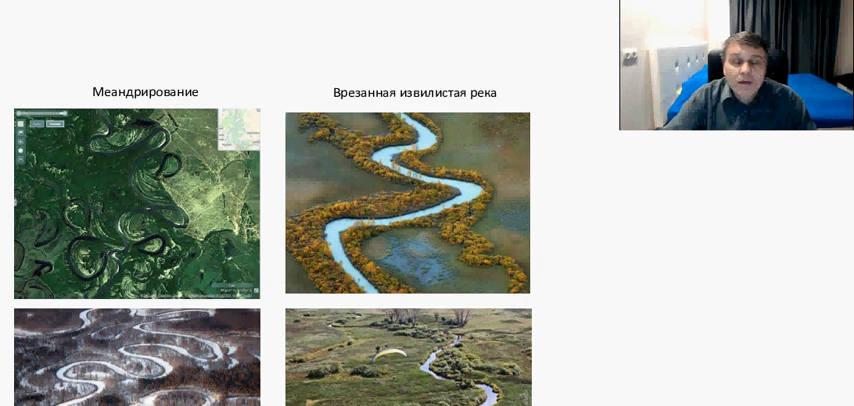 Меандрирование
Врезанная извилистая река